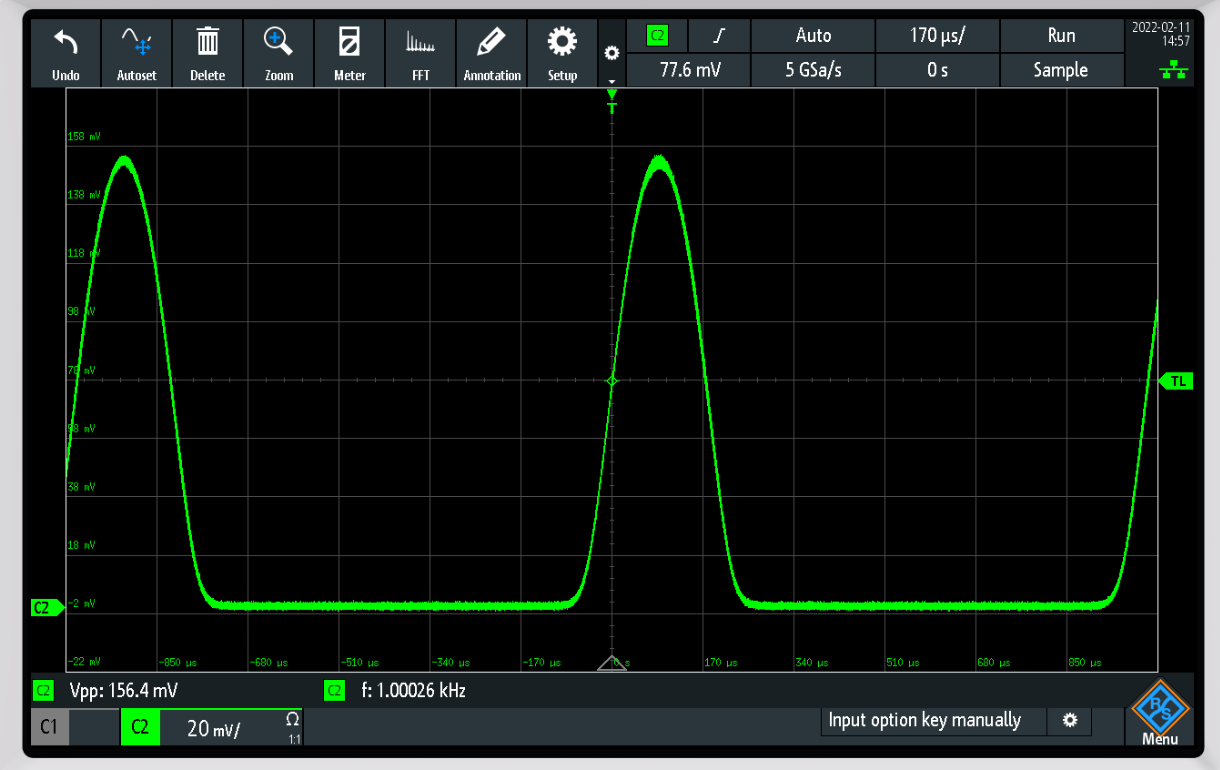 Undo
Autoset
Delete
Zoom
Meter
FFT
Annotation
Setup
C2
Auto
170 µs/
Run
77.6 mV
5 GSa/s
0 s
Sample
2022-02-11
14:57
T
158 mV
138 mV
118 mV
98 mV
78 mV
58 mV
38 mV
18 mV
-2 mV
-22 mV
TL
C2
-850 µs
-680 µs
-510 µs
-340 µs
-170 µs
0 s
170 µs
340 µs
510 µs
680 µs
850 µs
C2 Vpp: 156.4 mV
C2 f: 1.00026 kHz
C1
C2
20 mV/
Ω
1:1
Input option key manually
R&S
Menu